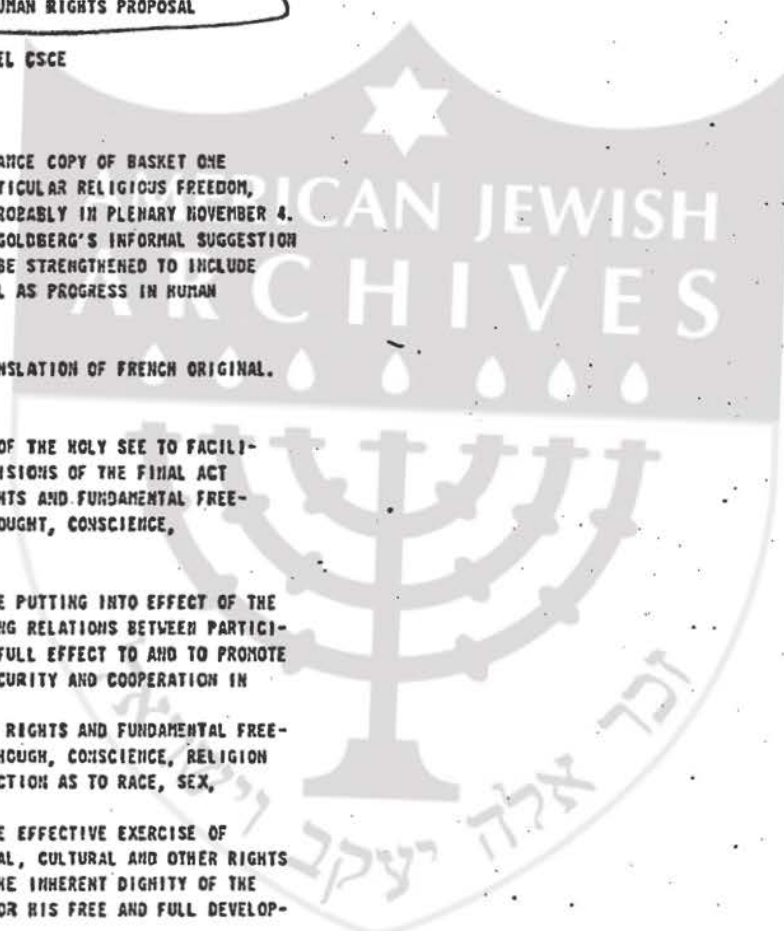 UMAN RIGHTS PROPOSAL
EL CSCE
ANCE COPY OF BASKET ONE
TICULAR RELIGIOUS FREEDOM,
ROBABLY IN PLENARY NOVEMBER 4.
GOLDBERG'S INFORMAL SUGGESTION
BE STRENGTHENED TO INCLUDE
L AS PROGRESS IN HUMAN
NSLATION OF FRENCH ORIGINAL.
OF THE HOLY SEE TO FACILI-
ISIONS OF THE FINAL ACT
HTS AND FUNDAMENTAL FREE-
OUGHT, CONSCIENCE,
E PUTTING INTO EFFECT OF THE
NG RELATIONS BETWEEN PARTICI-
FULL EFFECT TO AND TO PROMOTE
CURITY AND COOPERATION IN
RIGHTS AND FUNDAMENTAL FREE-
HOUGH, CONSCIENCE, RELIGION
CTION AS TO RACE, SEX,
E EFFECTIVE EXERCISE OF
AL, CULTURAL AND OTHER RIGHTS
HE INHERENT DIGNITY OF THE
OR HIS FREE AND FULL DEVELOP-
AMERICAN JEWISH
ARCHIVES
זכר אלה יעקב וישראל